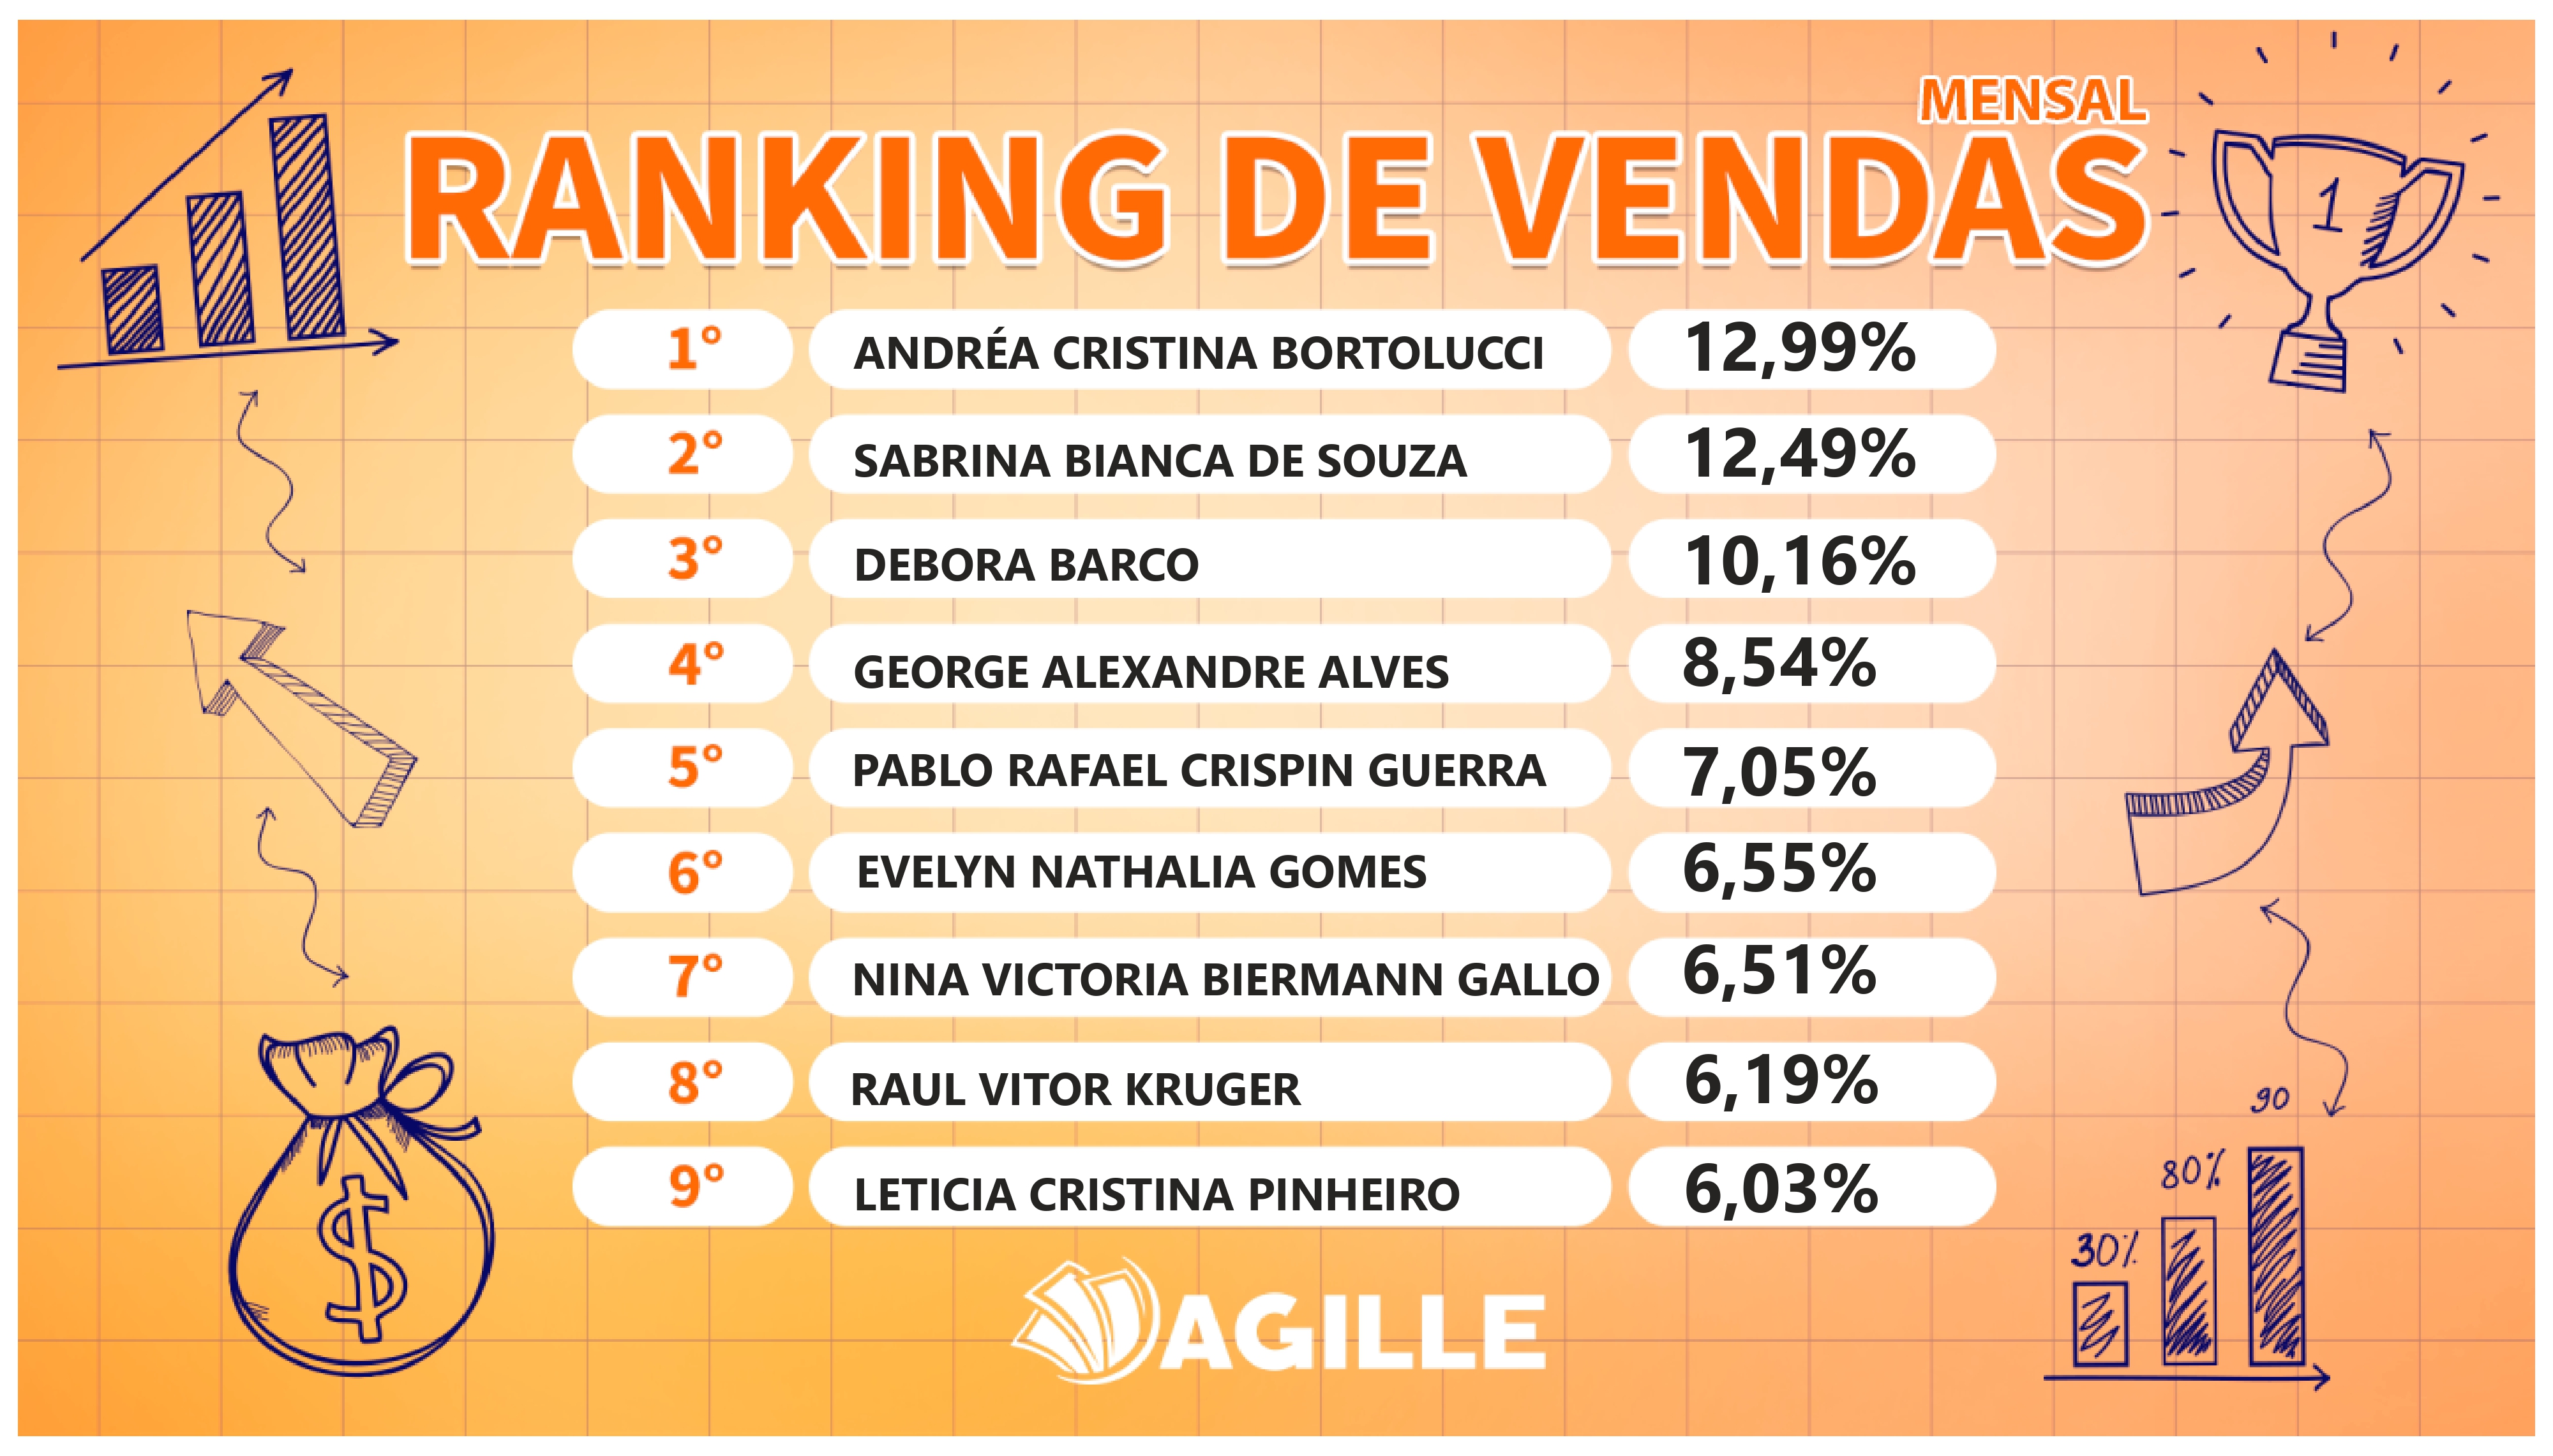 MENSAL
RANKING DE VENDAS
1
1° ANDRÉA CRISTINA BORTOLUCCI 12,99%
2° SABRINA BIANCA DE SOUZA 12,49%
3° DEBORA BARCO 10,16%
4° GEORGE ALEXANDRE ALVES 8,54%
5° PABLO RAFAEL CRISPIN GUERRA 7,05%
6° EVELYN NATHALIA GOMES 6,55%
7° NINA VICTORIA BIERMANN GALLO 6,51%
8° RAUL VITOR KRUGER 6,19%
9° LETICIA CRISTINA PINHEIRO 6,03%
90
80%
30%
$
AGILLE